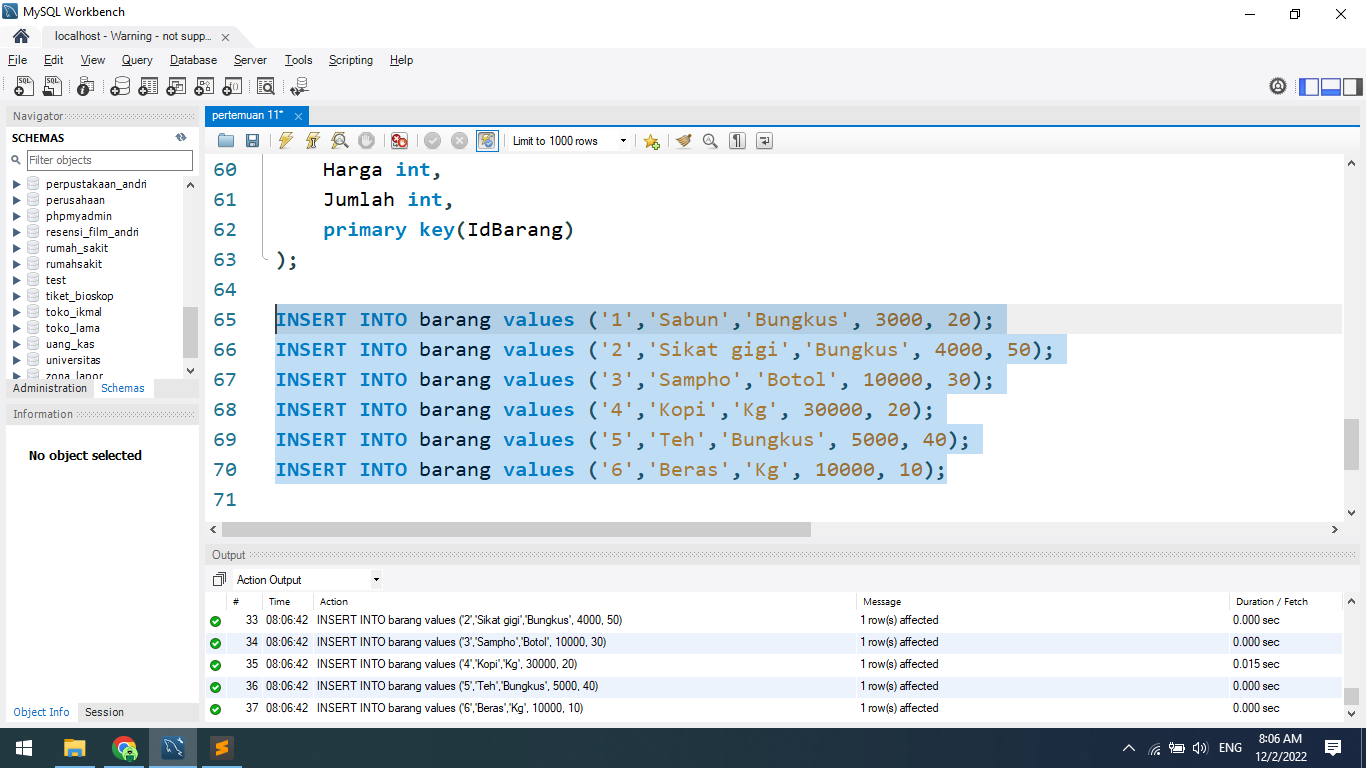 MySQL Workbench
localhost - Warning - not supp...
File Edit View Query Database Server Tools Scripting Help
Navigator
SCHEMAS
Filter objects
perpustakaan_andri
perusahaan
phpmyadmin
resensi_film_andri
rumah_sakit
rumahsakit
test
tiket_bioskop
toko_ikmal
toko_lama
uang_kas
universitas
zona_lapor
Administration Schemas
Information
No object selected
Object Info Session
pertemuan 11*
Limit to 1000 rows
60 Harga int,
61 Jumlah int,
62 primary key(IdBarang)
63 );
64
65 INSERT INTO barang values ('1','Sabun','Bungkus', 3000, 20);
66 INSERT INTO barang values ('2','Sikat gigi','Bungkus', 4000, 50);
67 INSERT INTO barang values ('3','Sampho','Botol', 10000, 30);
68 INSERT INTO barang values ('4','Kopi','Kg', 30000, 20);
69 INSERT INTO barang values ('5','Teh','Bungkus', 5000, 40);
70 INSERT INTO barang values ('6','Beras','Kg', 10000, 10);
71
Output
Action Output
# Time Action Message Duration / Fetch
33 08:06:42 INSERT INTO barang values ('2','Sikat gigi','Bungkus', 4000, 50) 1 row(s) affected 0.000 sec
34 08:06:42 INSERT INTO barang values ('3','Sampho','Botol', 10000, 30) 1 row(s) affected 0.000 sec
35 08:06:42 INSERT INTO barang values ('4','Kopi','Kg', 30000, 20) 1 row(s) affected 0.015 sec
36 08:06:42 INSERT INTO barang values ('5','Teh','Bungkus', 5000, 40) 1 row(s) affected 0.000 sec
37 08:06:42 INSERT INTO barang values ('6','Beras','Kg', 10000, 10) 1 row(s) affected 0.000 sec
ENG
8:06 AM
12/2/2022